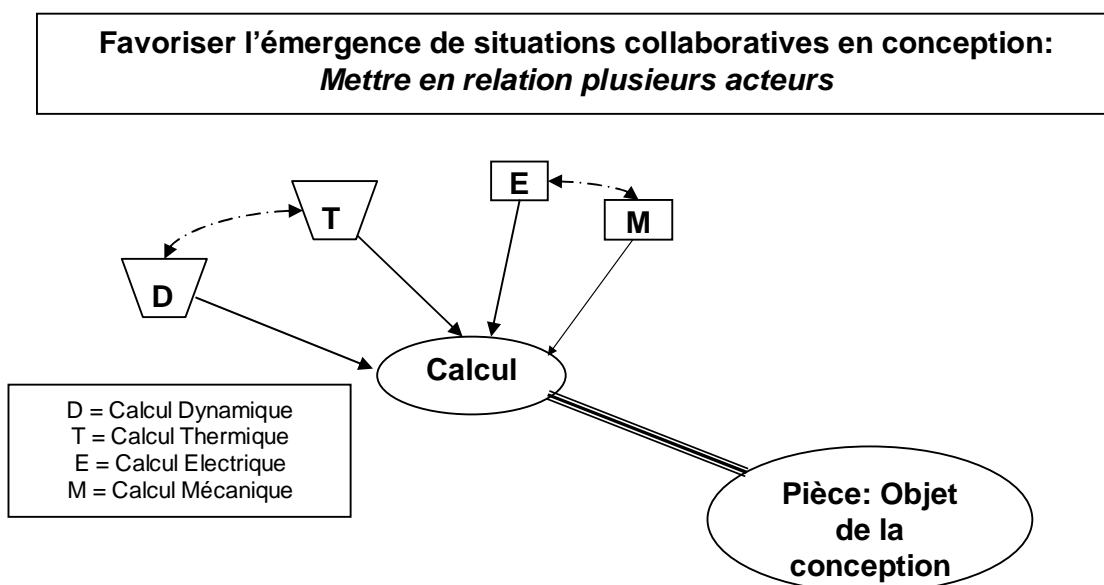 Favoriser l’émergence de situations collaboratives en conception:
Mettre en relation plusieurs acteurs
E
T
M
D
Calcul
D = Calcul Dynamique
T = Calcul Thermique
E = Calcul Electrique
M = Calcul Mécanique
Pièce: Objet
de la
conception